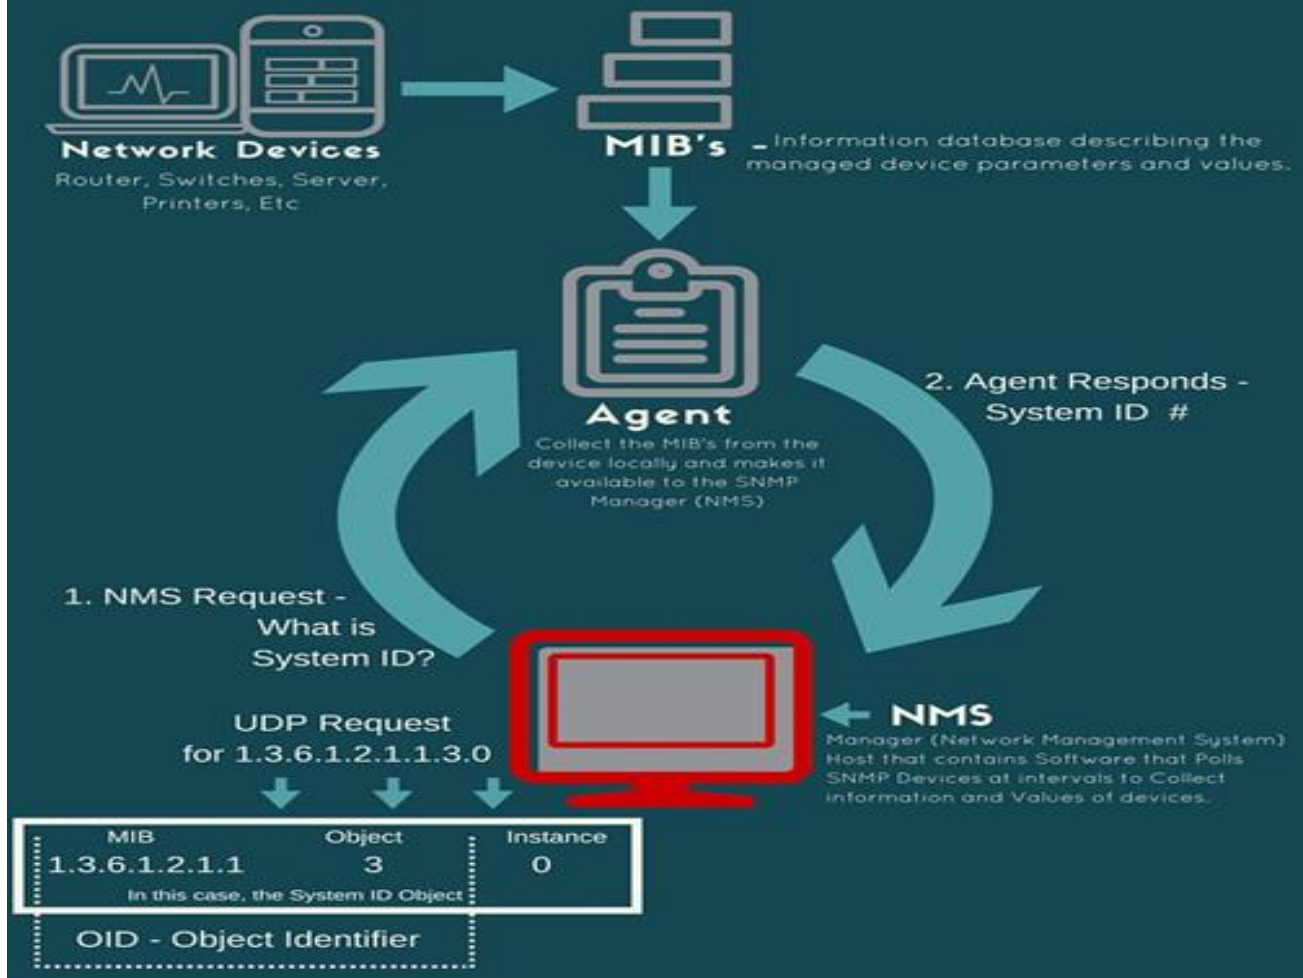 Network Devices
Router, Switches, Server,
Printers, Etc
MIB's - Information database describing the
managed device parameters and values.
Agent
Collect the MIB's from the
device locally and makes it
available to the SNMP
Manager (NMS)
2. Agent Responds -
System ID #
1. NMS Request -
What is
System ID?
UDP Request
for 1.3.6.1.2.1.1.3.0
NMS
Manager (Network Management System)
Host that contains Software that Polls
SNMP Devices at intervals to Collect
information and Values of devices.
MIB Object Instance
1.3.6.1.2.1.1 3 0
In this case, the System ID Object
OID - Object Identifier